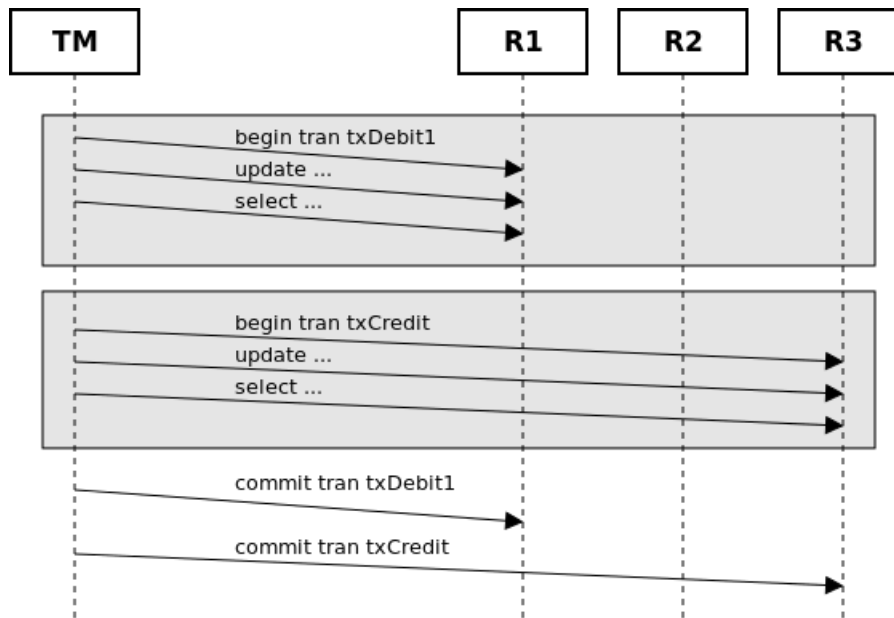 TM R1 R2 R3
begin tran txDebit1
update ...
select ...
begin tran txCredit
update ...
select ...
commit tran txDebit1
commit tran txCredit